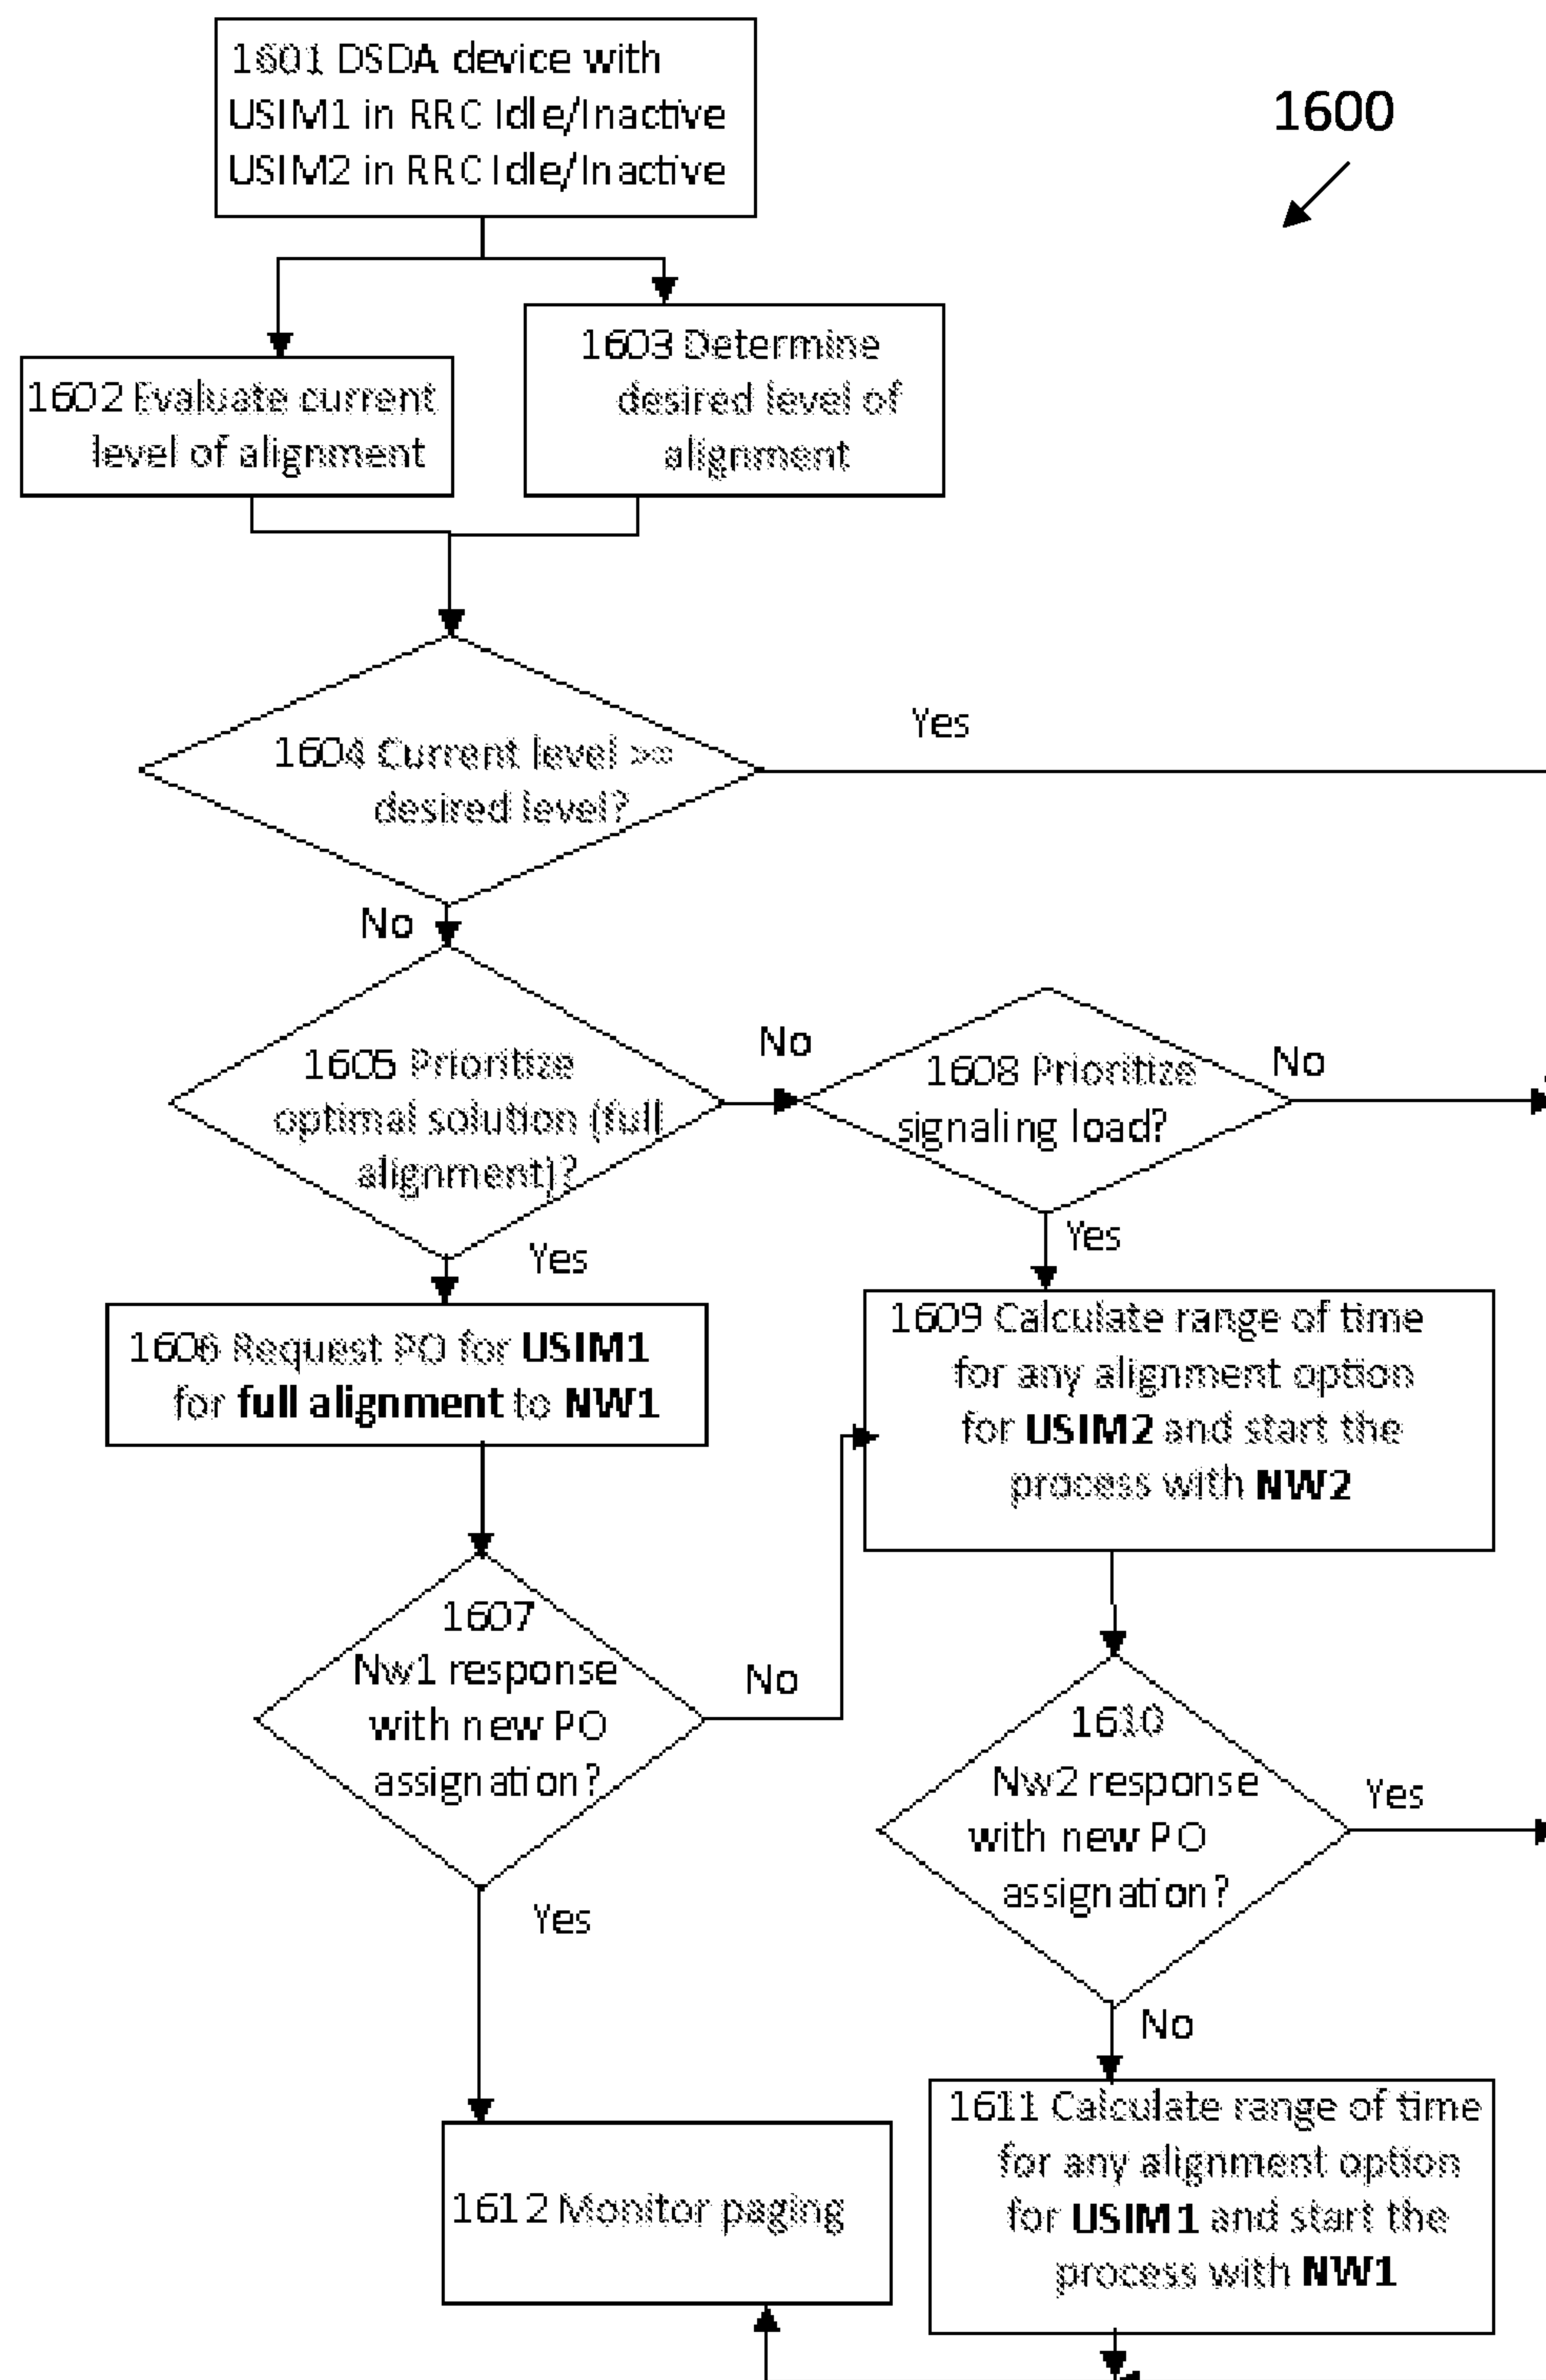 1601 DSDA device with
USIM1 in RRC Idle/Inactive
USIM2 in RRC Idle/Inactive
1600
1602 Evaluate current
level of alignment
1603 Determine
desired level of
alignment
1604 Current level >=
desired level?
Yes
No
1605 Prioritize
optimal solution (full
alignment)?
No
1608 Prioritize
signaling load?
No
Yes
Yes
1606 Request PO for USIM1
for full alignment to NW1
1609 Calculate range of time
for any alignment option
for USIM2 and start the
process with NW2
1607
Nw1 response
with new PO
assignation?
No
Yes
1610
Nw2 response
with new PO
assignation?
Yes
No
1611 Calculate range of time
for any alignment option
for USIM1 and start the
process with NW1
1612 Monitor paging